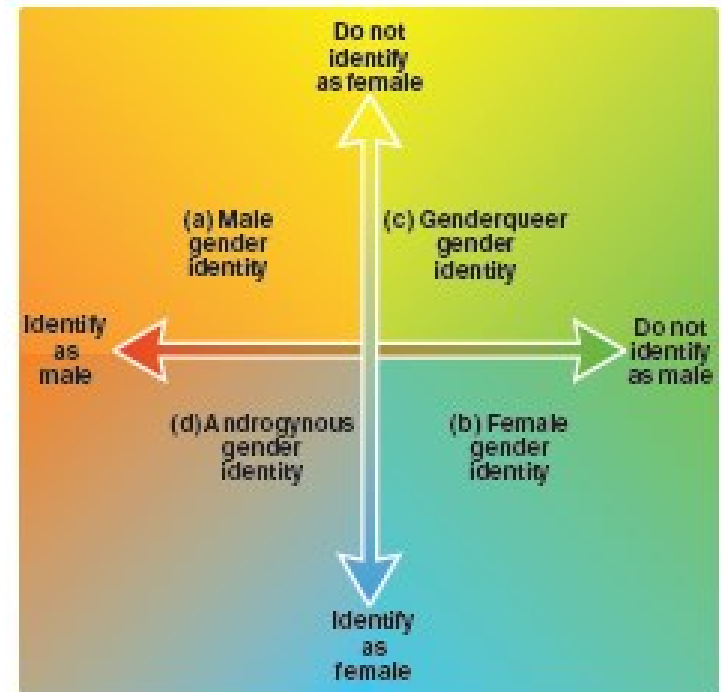 Do not
identify
as female
(a) Male
gender
identity
(c) Genderqueer
gender
identity
Identify
as
male
Do not
identify
as male
(d) Androgynous
gender
identity
(b) Female
gender
identity
Identify
as
female